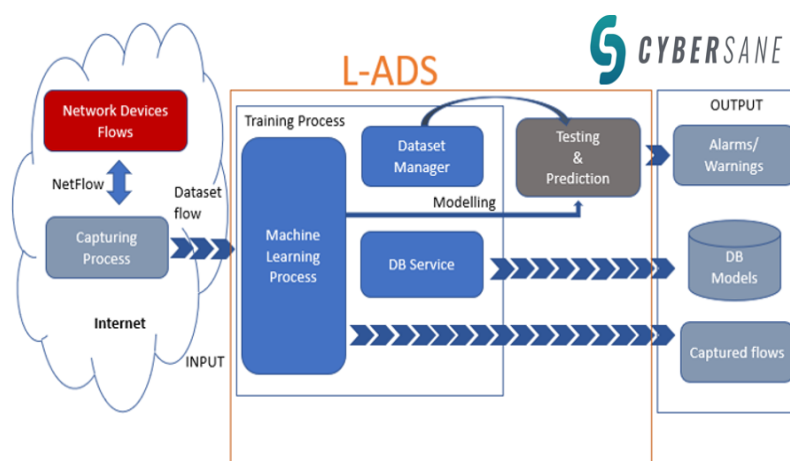 CYBERSANE
L-ADS
Network Devices
Flows
NetFlow
Dataset
flow
Capturing
Process
Internet
INPUT
Training Process
Machine
Learning
Process
Dataset
Manager
Modelling
DB Service
Testing
&
Prediction
OUTPUT
Alarms/
Warnings
DB
Models
Captured flows